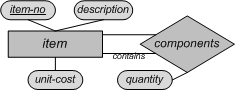 item-no description
item components
contains
unit-cost quantity